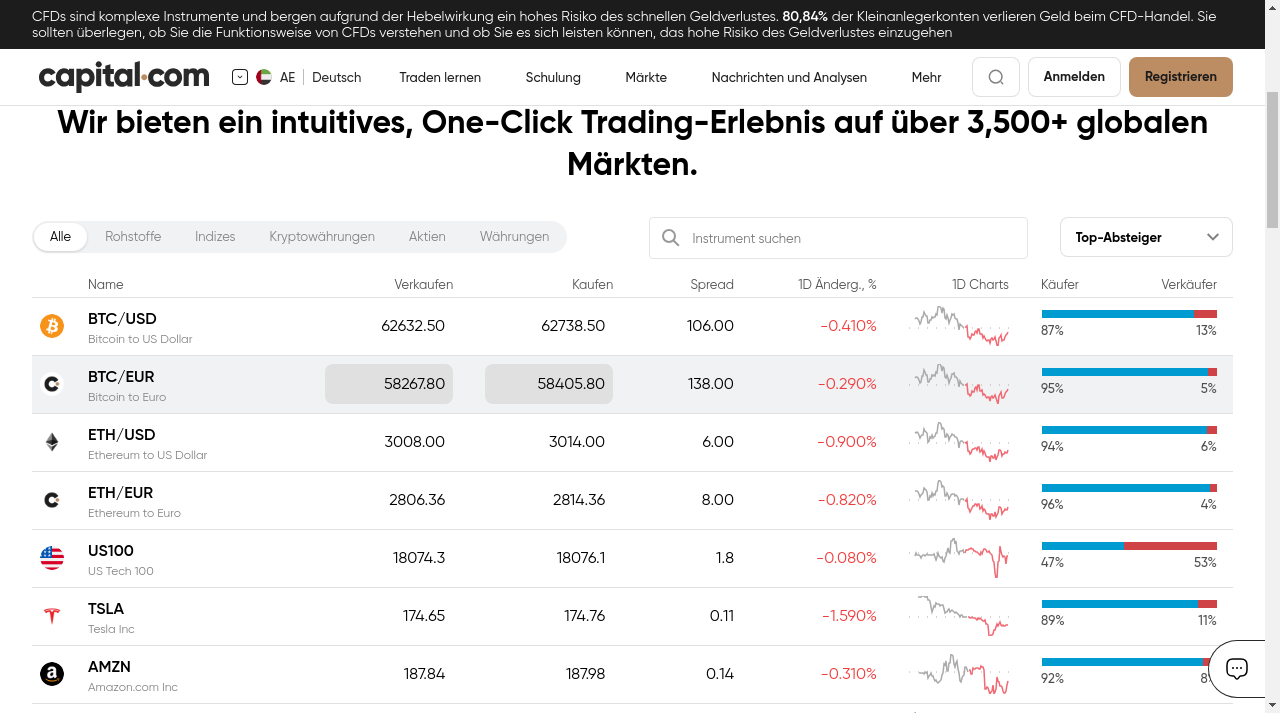 CFDs sind komplexe Instrumente und bergen aufgrund der Hebelwirkung ein hohes Risiko des schnellen Geldverlustes. 80,84% der Kleinanlegerkonten verlieren Geld beim CFD-Handel. Sie
sollten überlegen, ob Sie die Funktionsweise von CFDs verstehen und ob Sie es sich leisten können, das hohe Risiko des Geldverlustes einzugehen
capital.com AE Deutsch Traden lernen Schulung Märkte Nachrichten und Analysen Mehr Anmelden Registrieren
Wir bieten ein intuitives, One-Click Trading-Erlebnis auf über 3,500+ globalen
Märkten.
Alle Rohstoffe Indizes Kryptowährungen Aktien Währungen Instrument suchen Top-Absteiger
Name Verkaufen Kaufen Spread 1D Änderg., % 1D Charts Käufer Verkäufer
BTC/USD 62632.50 62738.50 106.00 -0.410% 87% 13%
Bitcoin to US Dollar
BTC/EUR 58267.80 58405.80 138.00 -0.290% 95% 5%
Bitcoin to Euro
ETH/USD 3008.00 3014.00 6.00 -0.900% 94% 6%
Ethereum to US Dollar
ETH/EUR 2806.36 2814.36 8.00 -0.820% 96% 4%
Ethereum to Euro
US100 18074.3 18076.1 1.8 -0.080% 47% 53%
US Tech 100
TSLA 174.65 174.76 0.11 -1.590% 89% 11%
Tesla Inc
AMZN 187.84 187.98 0.14 -0.310% 92%
Amazon.com Inc